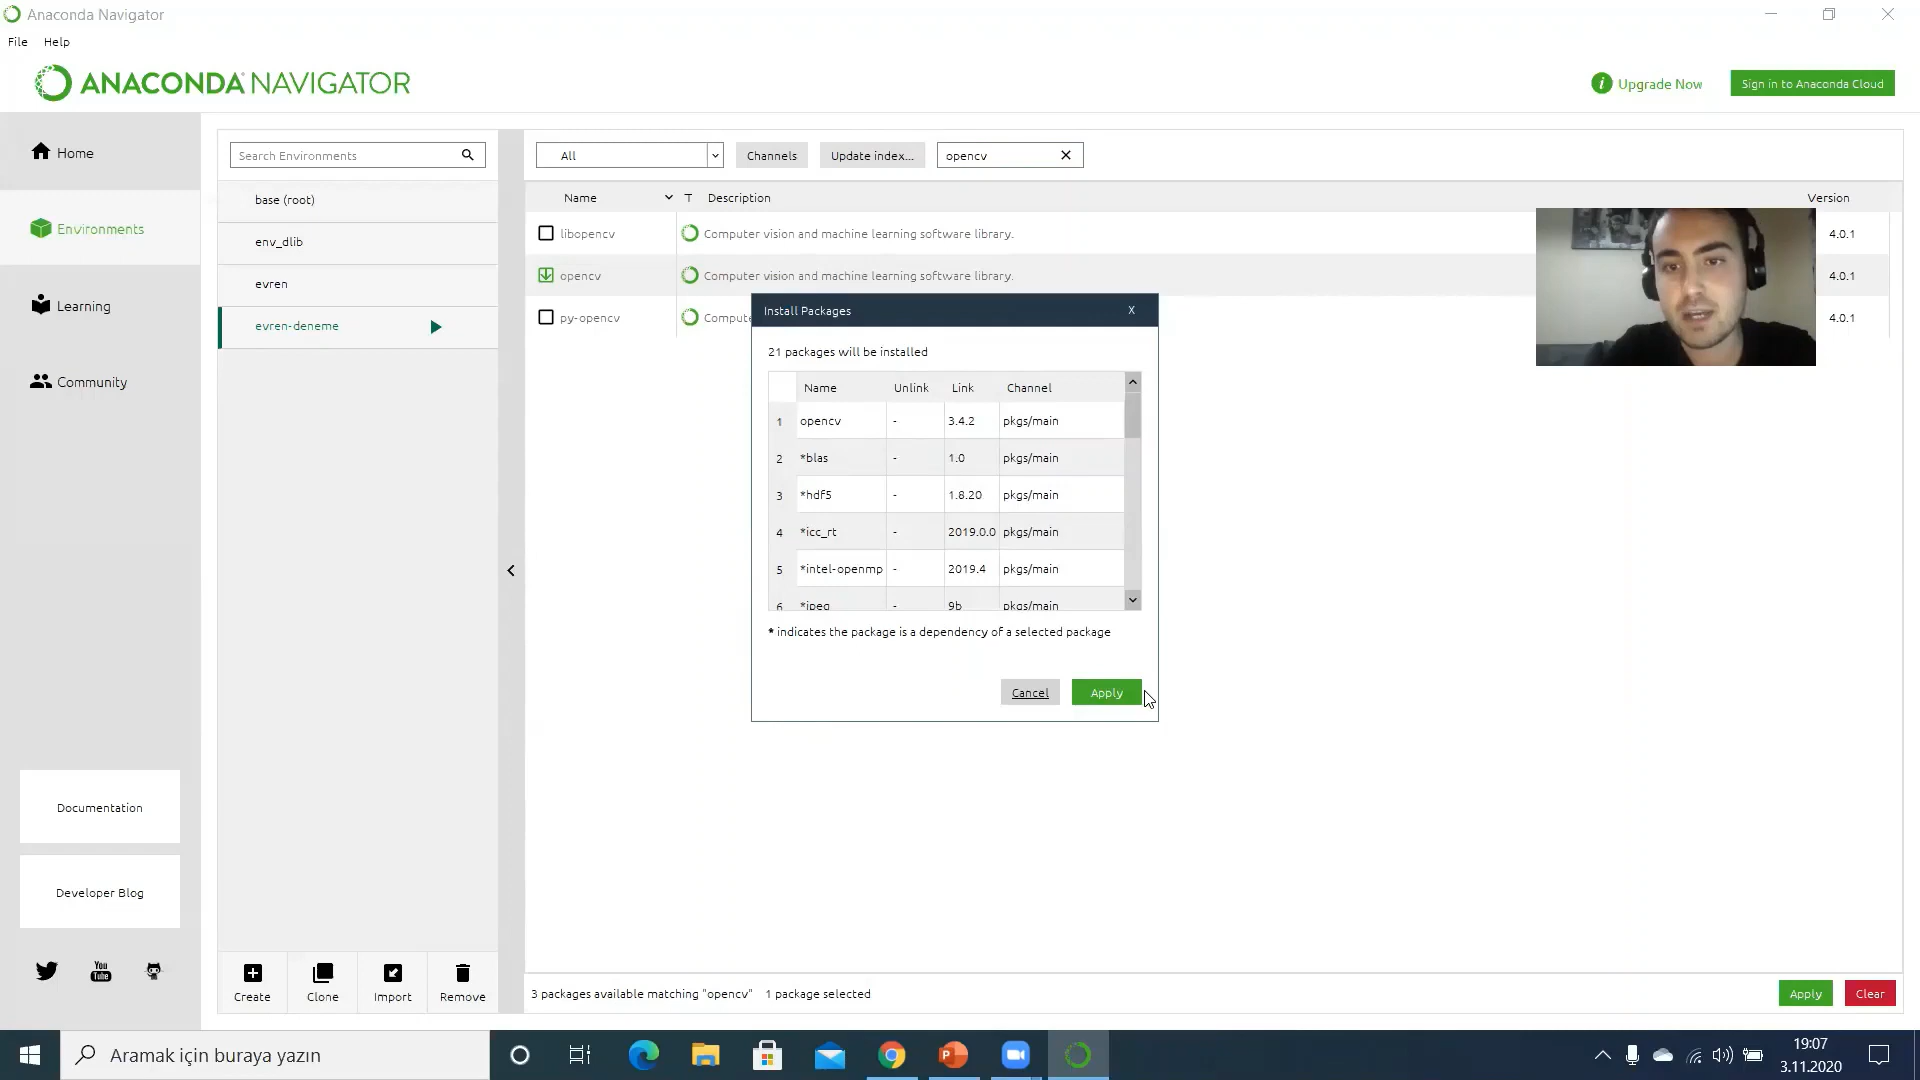 Anaconda Navigator
File Help
ANACONDA NAVIGATOR
i Upgrade Now
Sign in to Anaconda Cloud
Home
Environments
Learning
Community
Documentation
Developer Blog
You Tube
Search Environments
base (root)
env_dlib
evren
evren-deneme
Create Clone Import Remove
All
Channels
Update index...
opencv
Name T Description Version
libopencv Computer vision and machine learning software library. 4.0.1
opencv Computer vision and machine learning software library. 4.0.1
py-opencv Compute 4.0.1
Install Packages X
21 packages will be installed
Name Unlink Link Channel
1 opencv - 3.4.2 pkgs/main
2 *blas - 1.0 pkgs/main
3 *hdf5 - 1.8.20 pkgs/main
4 *icc_rt - 2019.0.0 pkgs/main
5 *intel-openmp - 2019.4 pkgs/main
6 *jpeg - 9b pkgs/main
* indicates the package is a dependency of a selected package
Cancel Apply
3 packages available matching "opencv" 1 package selected
Apply Clear
Aramak için buraya yazın
19:07
3.11.2020